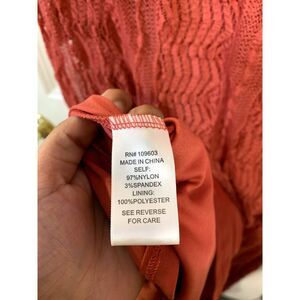 RN# 109603
MADE IN CHINA
SELF:
97%NYLON
3%SPANDEX
LINING:
100%POLYESTER
SEE REVERSE
FOR CARE